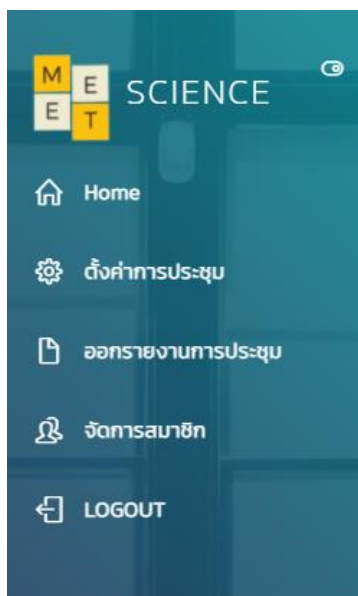 MEET SCIENCE
Home
ตั้งค่าการประชุม
ออกรายงานการประชุม
จัดการสมาชิก
LOGOUT